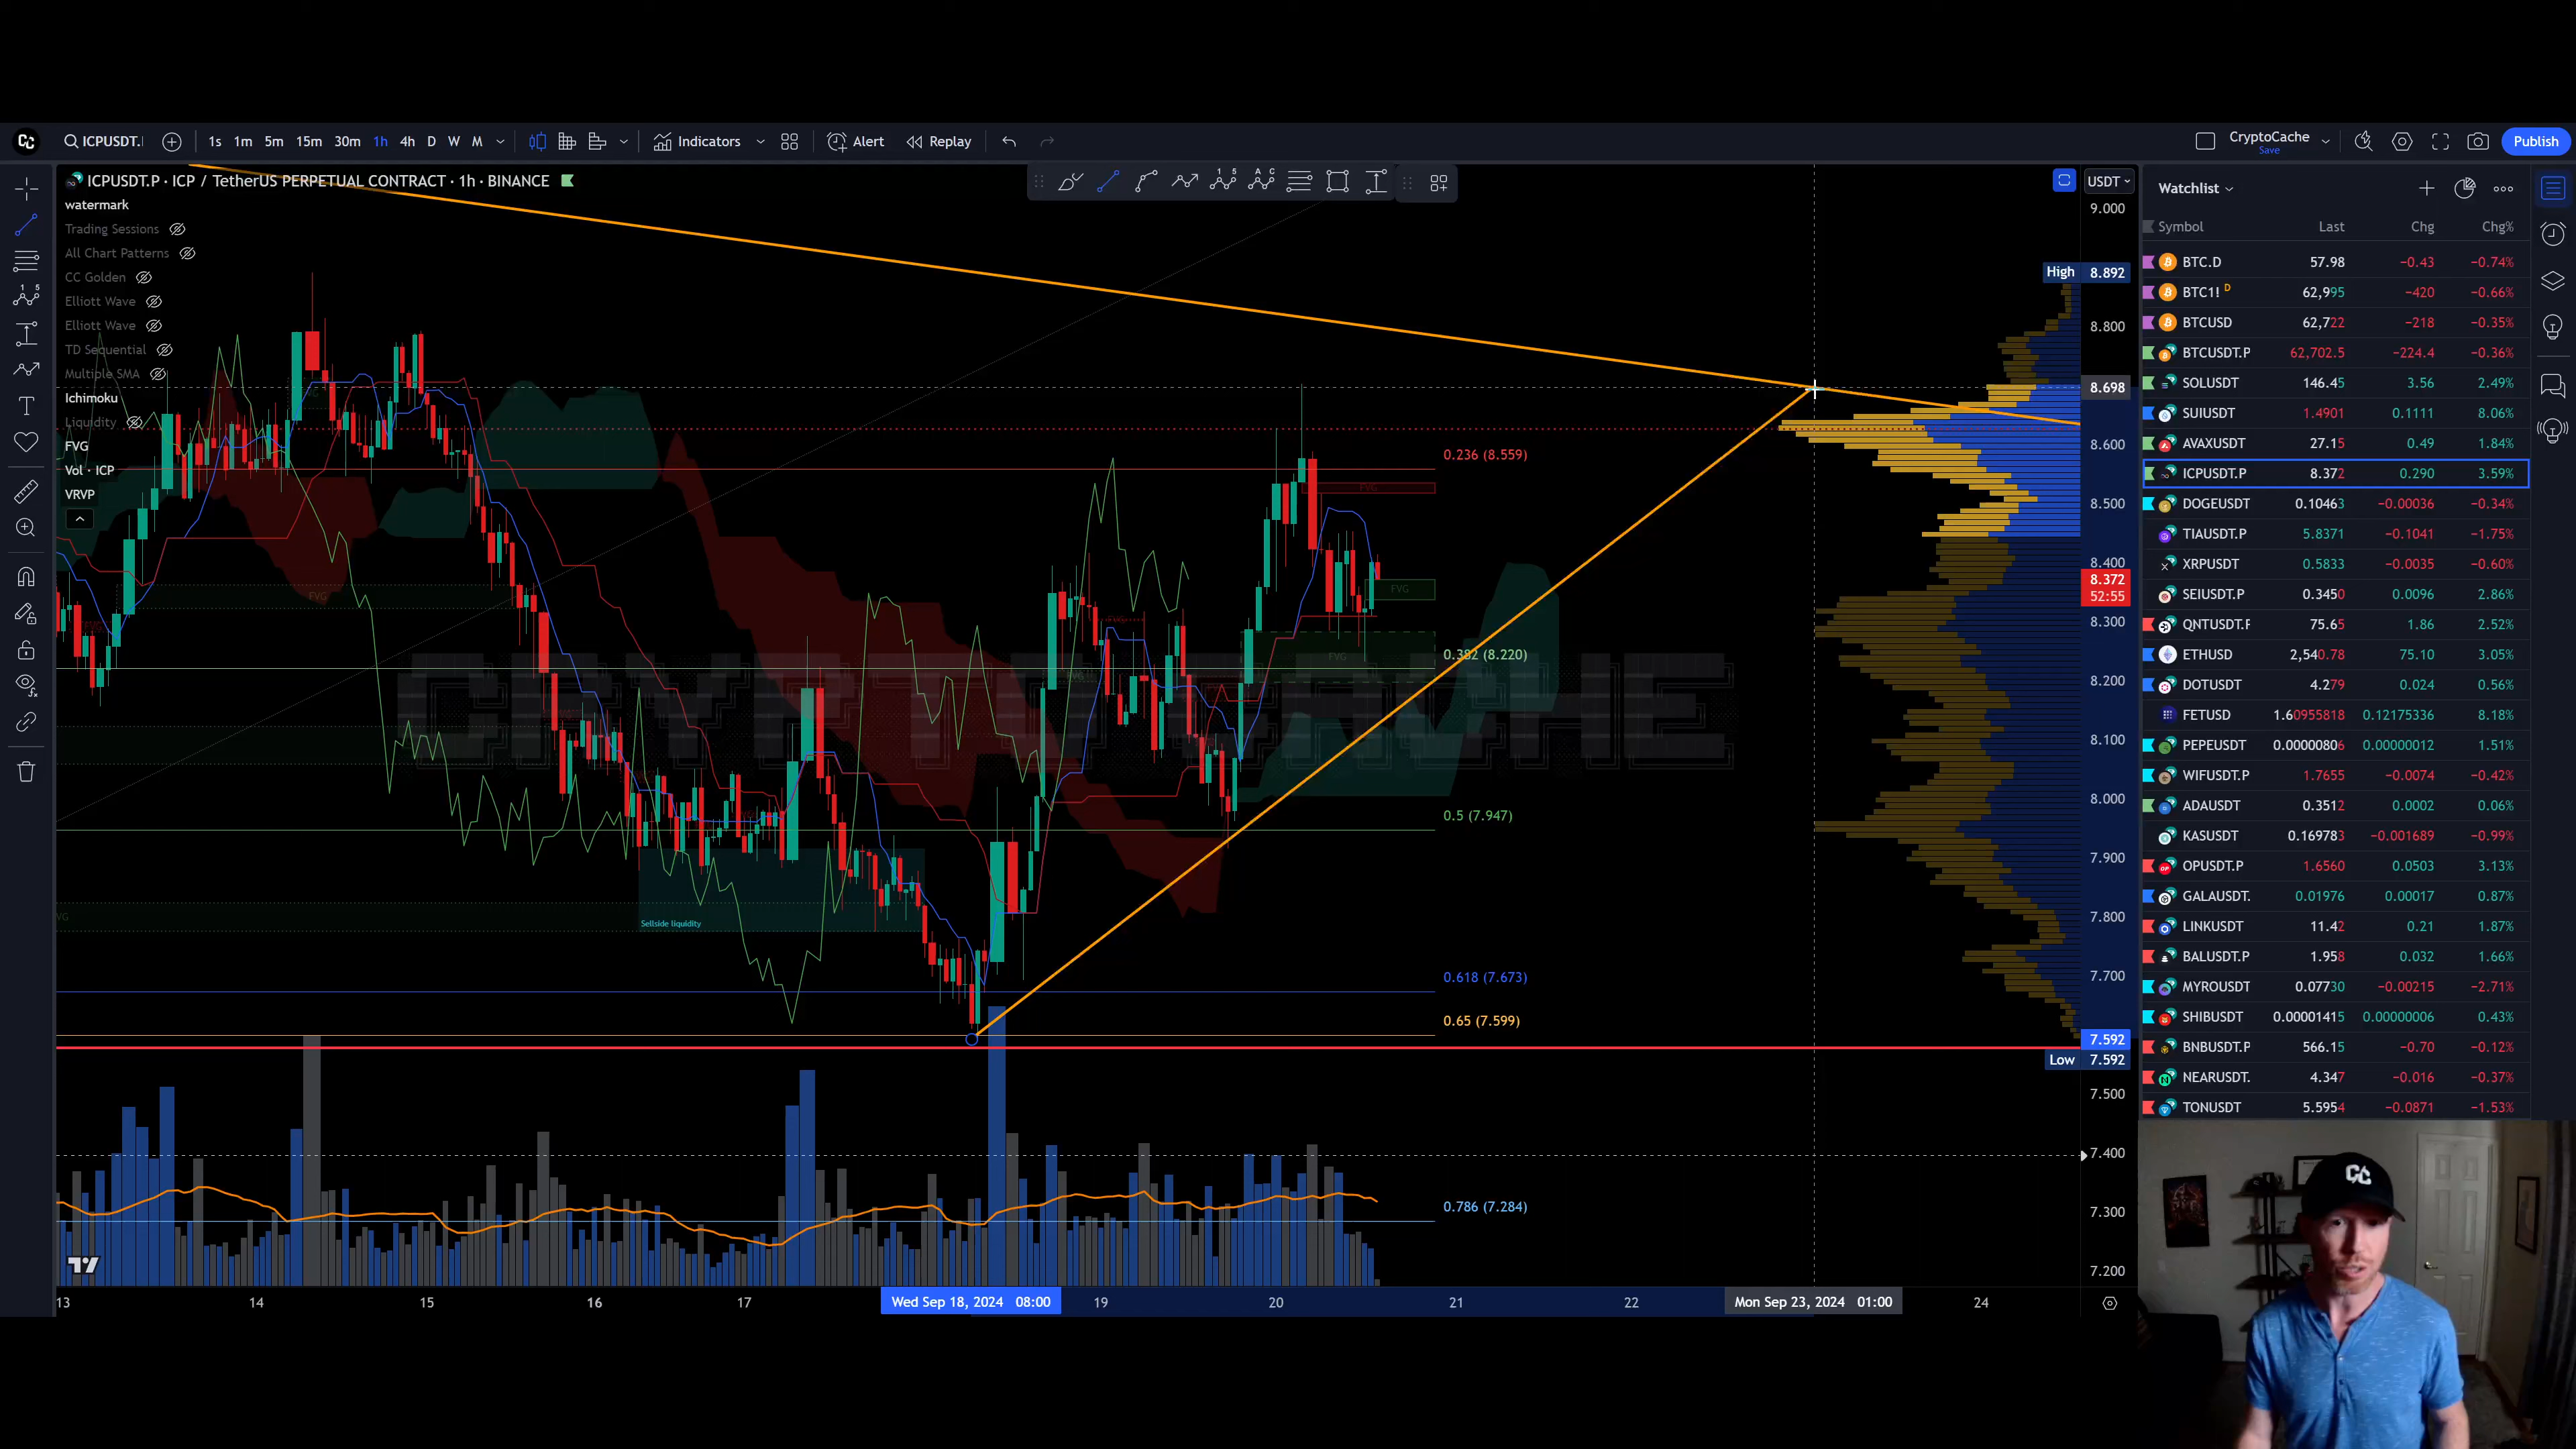 CC ICPUSDT. 1s 1m 5m 15m 30m 1h 4h D W M Indicators Alert Replay CryptoCache Save Publish
ICPUSDT.P · ICP / TetherUS PERPETUAL CONTRACT · 1h · BINANCE
watermark
Trading Sessions
All Chart Patterns
CC Golden
Elliott Wave
Elliott Wave
TD Sequential
Multiple SMA
Ichimoku
Liquidity
FVG
Vol · ICP
VRVP
0.236 (8.559)
FVG
FVG
FVG
0.382 (8.220)
FVG
CRYPTO CACHE
0.5 (7.947)
Sellside liquidity
0.618 (7.673)
0.65 (7.599)
0.786 (7.284)
USDT
9.000
High 8.892
8.800
8.698
8.600
8.500
8.400
8.372
52:55
8.300
8.200
8.100
8.000
7.900
7.800
7.700
7.592
Low 7.592
7.500
7.400
7.300
7.200
13 14 15 16 17 Wed Sep 18, 2024 08:00 19 20 21 22 Mon Sep 23, 2024 01:00 24
Watchlist
Symbol Last Chg Chg%
BTC.D 57.98 −0.43 −0.74%
BTC1! D 62,995 −420 −0.66%
BTCUSD 62,722 −218 −0.35%
BTCUSDT.P 62,702.5 −224.4 −0.36%
SOLUSDT 146.45 3.56 2.49%
SUIUSDT 1.4901 0.1111 8.06%
AVAXUSDT 27.15 0.49 1.84%
ICPUSDT.P 8.372 0.290 3.59%
DOGEUSDT 0.10463 −0.00036 −0.34%
TIAUSDT.P 5.8371 −0.1041 −1.75%
XRPUSDT 0.5833 −0.0035 −0.60%
SEIUSDT.P 0.3450 0.0096 2.86%
QNTUSDT.F 75.65 1.86 2.52%
ETHUSD 2,540.78 75.10 3.05%
DOTUSDT 4.279 0.024 0.56%
FETUSD 1.60955818 0.12175336 8.18%
PEPEUSDT 0.00000806 0.00000012 1.51%
WIFUSDT.P 1.7655 −0.0074 −0.42%
ADAUSDT 0.3512 0.0002 0.06%
KASUSDT 0.169783 −0.001689 −0.99%
OPUSDT.P 1.6560 0.0503 3.13%
GALAUSDT. 0.01976 0.00017 0.87%
LINKUSDT 11.42 0.21 1.87%
BALUSDT.P 1.958 0.032 1.66%
MYROUSDT 0.07730 −0.00215 −2.71%
SHIBUSDT 0.00001415 0.00000006 0.43%
BNBUSDT.P 566.15 −0.70 −0.12%
NEARUSDT. 4.347 −0.016 −0.37%
TONUSDT 5.5954 −0.0871 −1.53%
CC